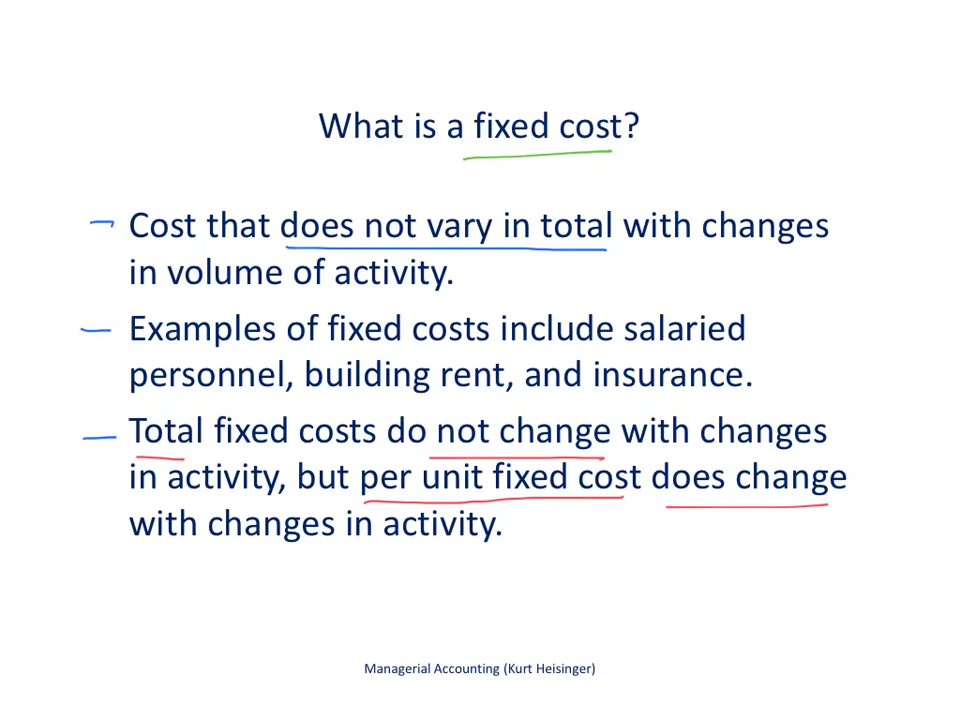 What is a fixed cost?
Cost that does not vary in total with changes
in volume of activity.
Examples of fixed costs include salaried
personnel, building rent, and insurance.
Total fixed costs do not change with changes
in activity, but per unit fixed cost does change
with changes in activity.
Managerial Accounting (Kurt Heisinger)